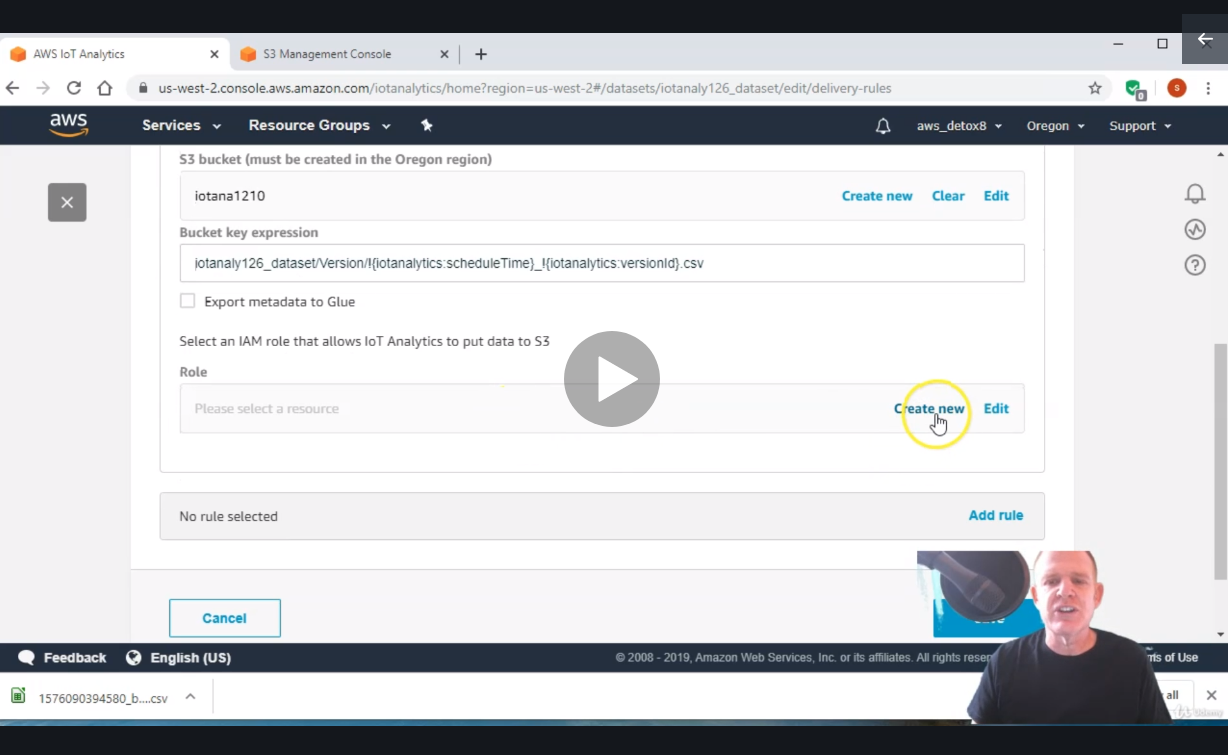 AWS IoT Analytics
S3 Management Console
us-west-2.console.aws.amazon.com/iotanalytics/home?region=us-west-2#/datasets/iotanaly126_dataset/edit/delivery-rules
0
S
aws
Services
Resource Groups
aws_detox8
Oregon
Support
S3 bucket (must be created in the Oregon region)
iotana1210
Create new
Clear
Edit
Bucket key expression
iotanaly126_dataset/Version/!{iotanalytics:scheduleTime}_!{iotanalytics:versionId}.csv
Export metadata to Glue
Select an IAM role that allows IoT Analytics to put data to S3
Role
Please select a resource
Create new
Edit
No rule selected
Add rule
Cancel
Feedback
English (US)
© 2008 - 2019, Amazon Web Services, Inc. or its affiliates. All rights reser
ms of Use
1576090394580_b....csv
all
Udemy